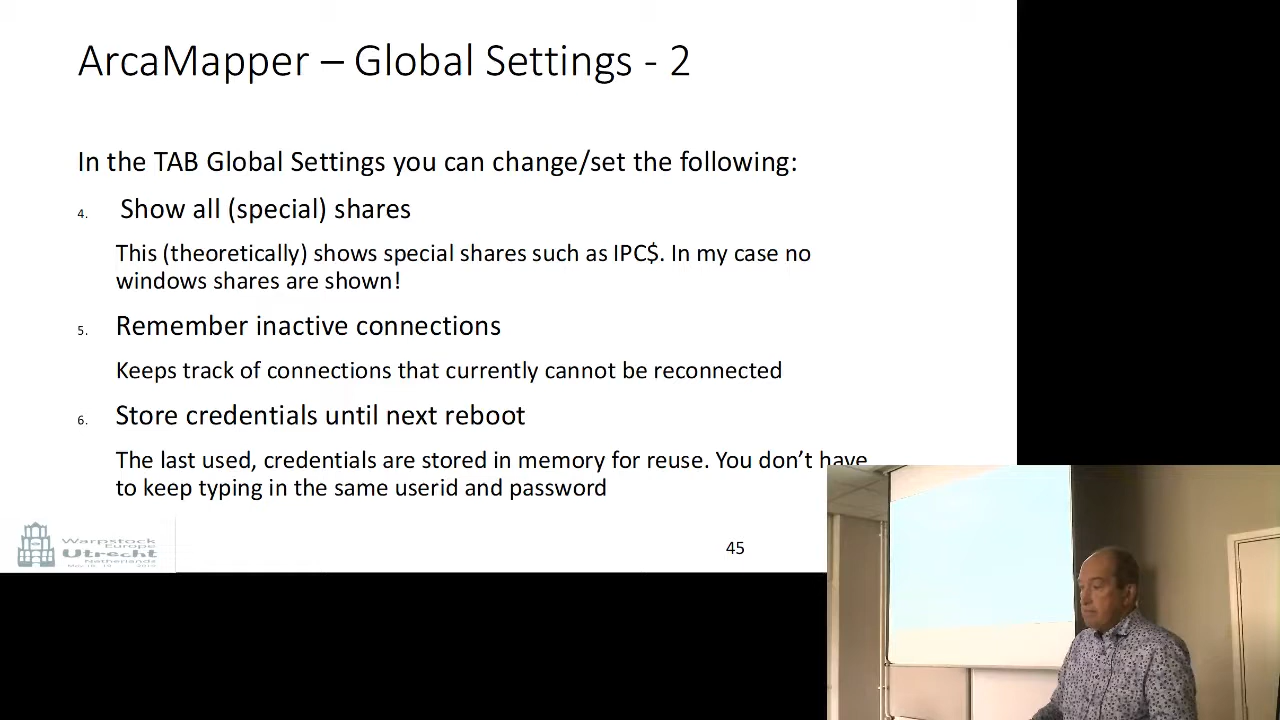 ArcaMapper – Global Settings - 2
In the TAB Global Settings you can change/set the following:
4. Show all (special) shares
This (theoretically) shows special shares such as IPC$. In my case no
windows shares are shown!
5. Remember inactive connections
Keeps track of connections that currently cannot be reconnected
6. Store credentials until next reboot
The last used, credentials are stored in memory for reuse. You don’t have
to keep typing in the same userid and password
Warpstock
Europe
Utrecht
Netherlands
45